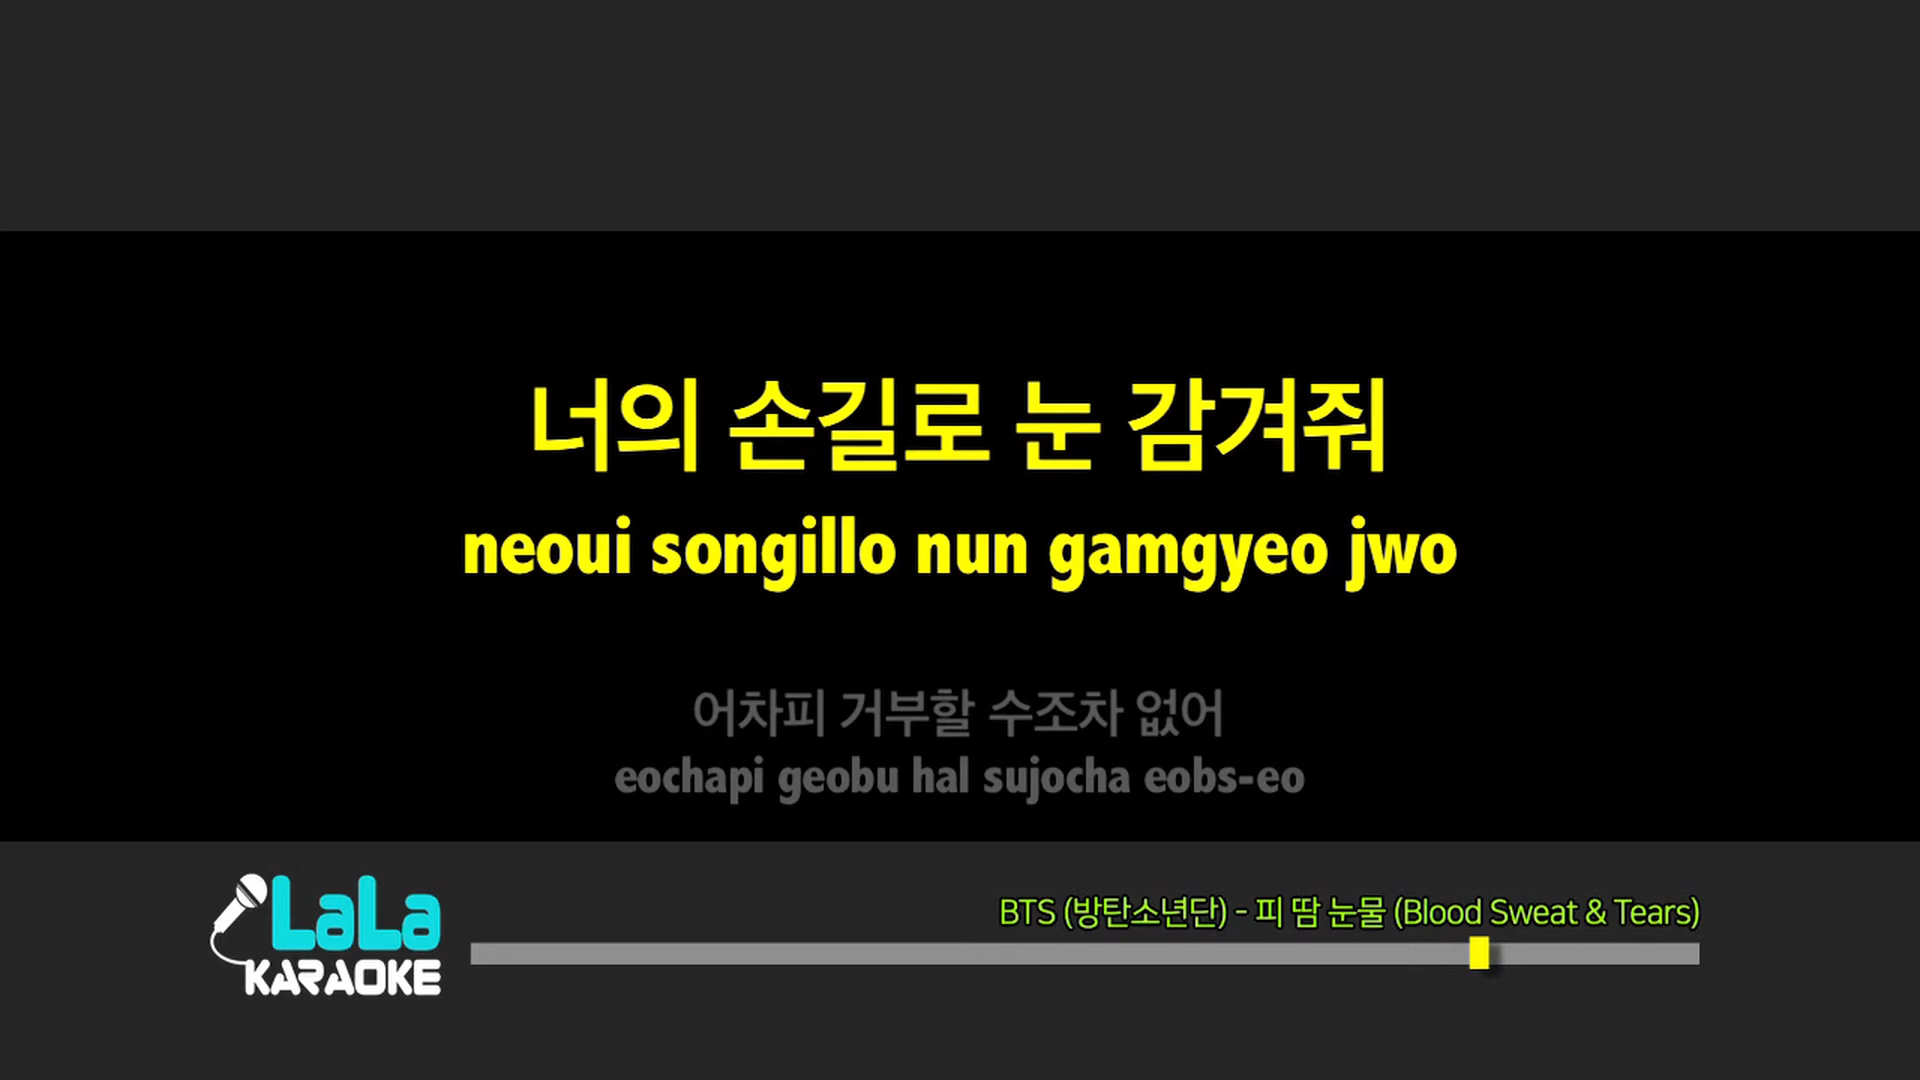 너의 손길로 눈 감겨줘
neoui songillo nun gamgyeo jwo
어차피 거부할 수조차 없어
eochapi geobu hal sujocha eobs-eo
BTS (방탄소년단) - 피 땀 눈물 (Blood Sweat & Tears)
LaLa
KARAOKE